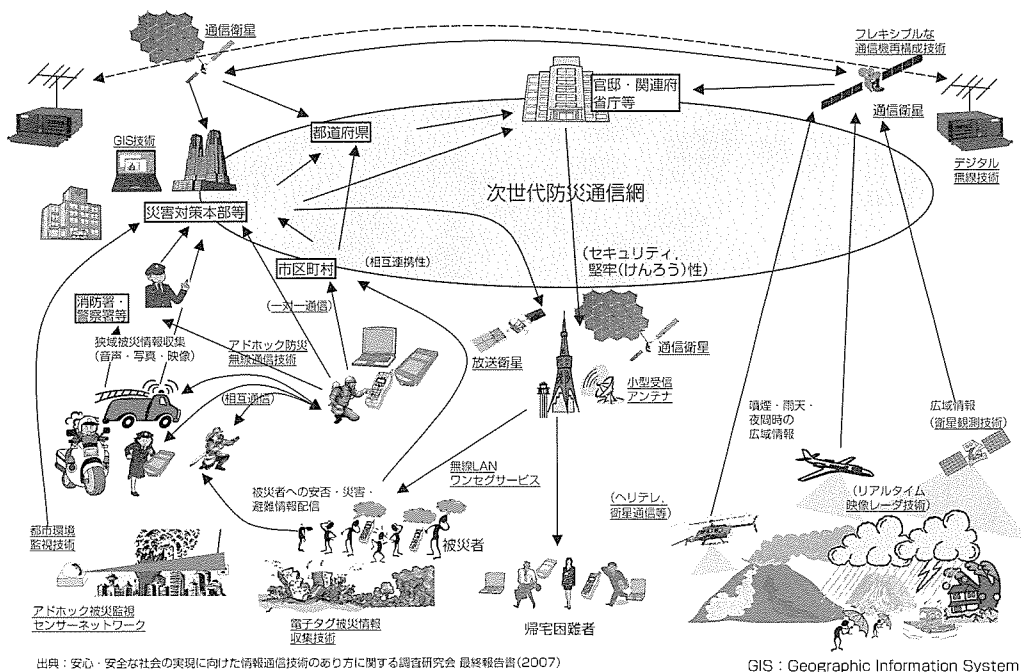 通信衛星
フレキシブルな
通信機再構成技術
官邸・関連府
省庁等
都道府県
通信衛星
GIS技術
デジタル
無線技術
次世代防災通信網
災害対策本部等
(セキュリティ,
堅牢(けんろう)性)
市区町村
(相互連携性)
(一対一通信)
消防署・
警察署等
狭域被災情報収集
(音声・写真・映像)
アドホック防災
無線通信技術
放送衛星
通信衛星
小型受信
アンテナ
(相互通信)
噴煙・雨天・
夜間時の
広域情報
広域情報
(衛星観測技術)
無線LAN
ワンセグサービス
被災者への安否・災害・
避難情報配信
(ヘリテレ,
衛星通信等)
(リアルタイム
映像レーダ技術)
都市環境
監視技術
被災者
アドホック被災監視
センサーネットワーク
電子タグ被災情報
収集技術
帰宅困難者
出典：安心・安全な社会の実現に向けた情報通信技術のあり方に関する調査研究会 最終報告書(2007)
GIS：Geographic Information System